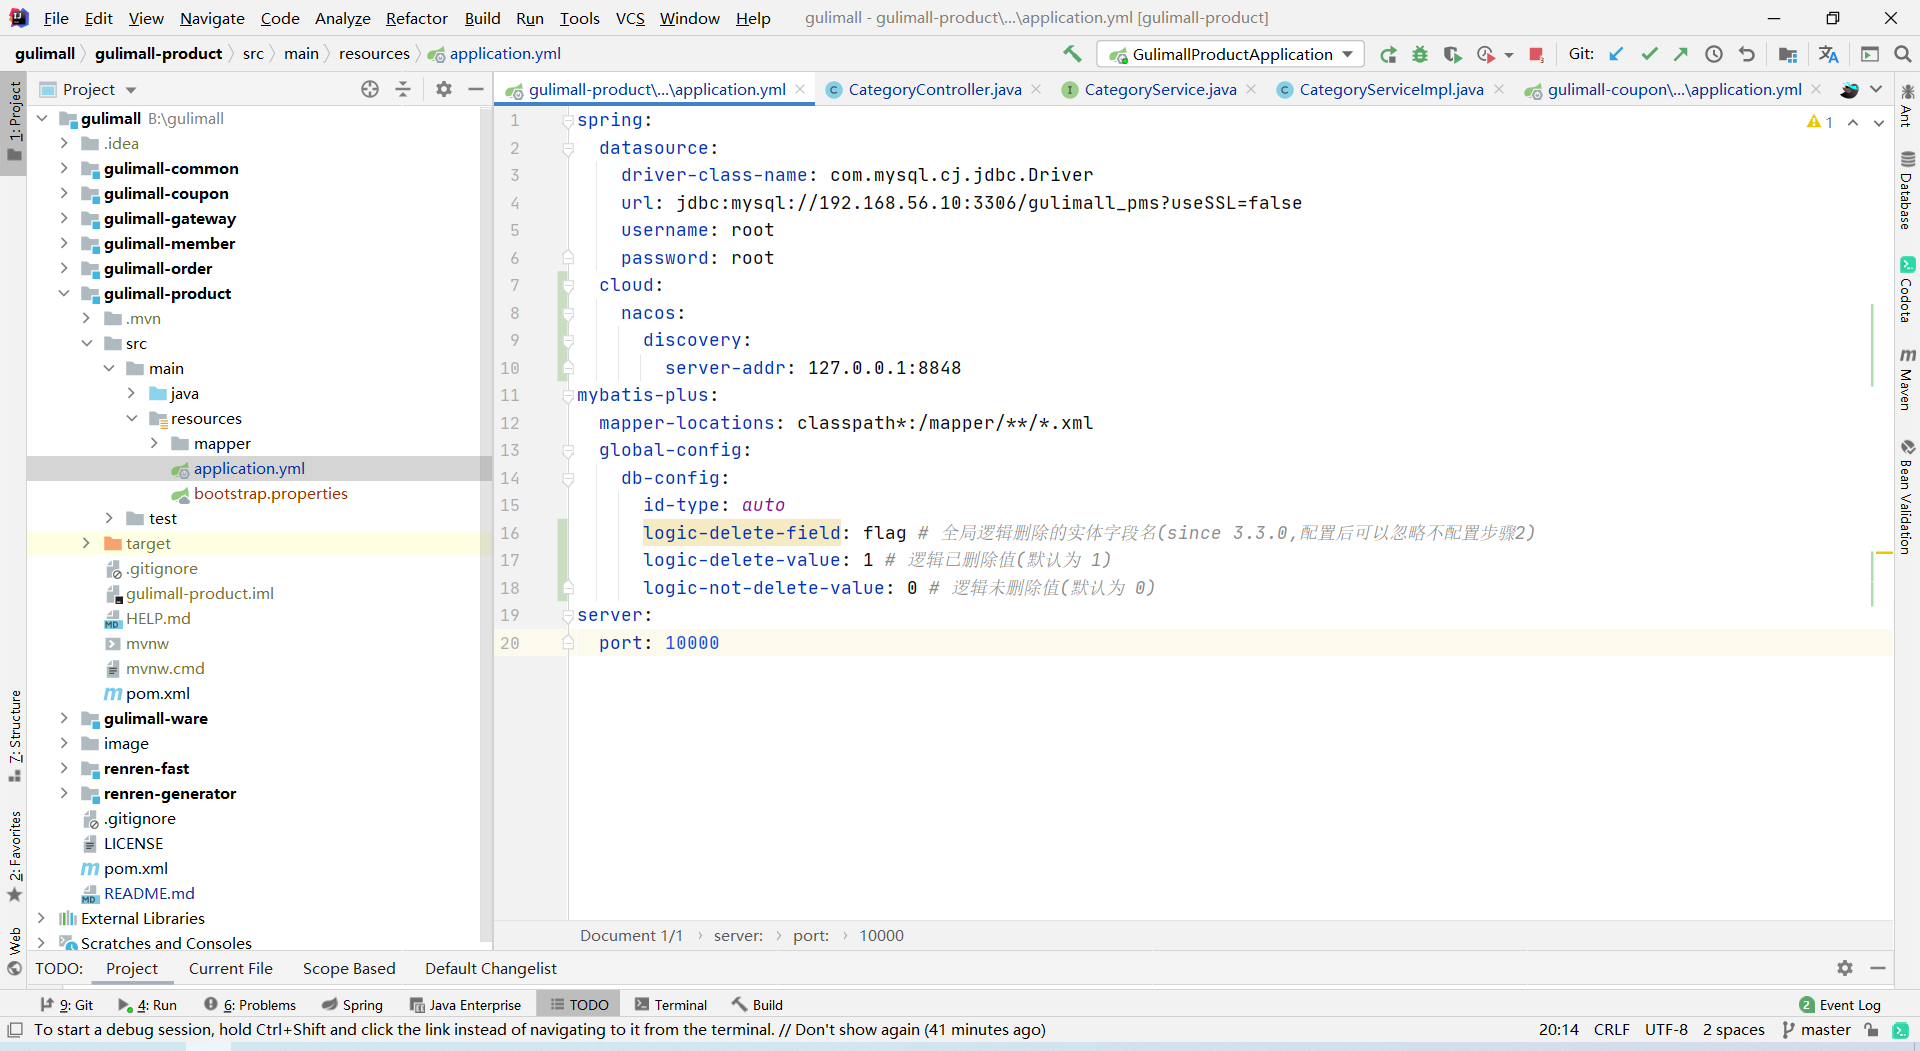 File Edit View Navigate Code Analyze Refactor Build Run Tools VCS Window Help gulimall - gulimall-product\...\application.yml [gulimall-product]
gulimall gulimall-product src main resources application.yml GulimallProductApplication Git:
Project gulimall-product\...\application.yml CategoryController.java CategoryService.java CategoryServiceImpl.java gulimall-coupon\...\application.yml
1: Project
7: Structure
2: Favorites
Web
gulimall B:\gulimall
.idea
gulimall-common
gulimall-coupon
gulimall-gateway
gulimall-member
gulimall-order
gulimall-product
.mvn
src
main
java
resources
mapper
application.yml
bootstrap.properties
test
target
.gitignore
gulimall-product.iml
HELP.md
mvnw
mvnw.cmd
pom.xml
gulimall-ware
image
renren-fast
renren-generator
.gitignore
LICENSE
pom.xml
README.md
External Libraries
Scratches and Consoles
1 spring:
2 datasource:
3 driver-class-name: com.mysql.cj.jdbc.Driver
4 url: jdbc:mysql://192.168.56.10:3306/gulimall_pms?useSSL=false
5 username: root
6 password: root
7 cloud:
8 nacos:
9 discovery:
10 server-addr: 127.0.0.1:8848
11 mybatis-plus:
12 mapper-locations: classpath*:/mapper/**/*.xml
13 global-config:
14 db-config:
15 id-type: auto
16 logic-delete-field: flag # 全局逻辑删除的实体字段名(since 3.3.0,配置后可以忽略不配置步骤2)
17 logic-delete-value: 1 # 逻辑已删除值(默认为 1)
18 logic-not-delete-value: 0 # 逻辑未删除值(默认为 0)
19 server:
20 port: 10000
1
Ant
Database
Codota
Maven
Bean Validation
Document 1/1 server: port: 10000
TODO: Project Current File Scope Based Default Changelist
9: Git 4: Run 6: Problems Spring Java Enterprise TODO Terminal Build 2 Event Log
To start a debug session, hold Ctrl+Shift and click the link instead of navigating to it from the terminal. // Don't show again (41 minutes ago) 20:14 CRLF UTF-8 2 spaces master